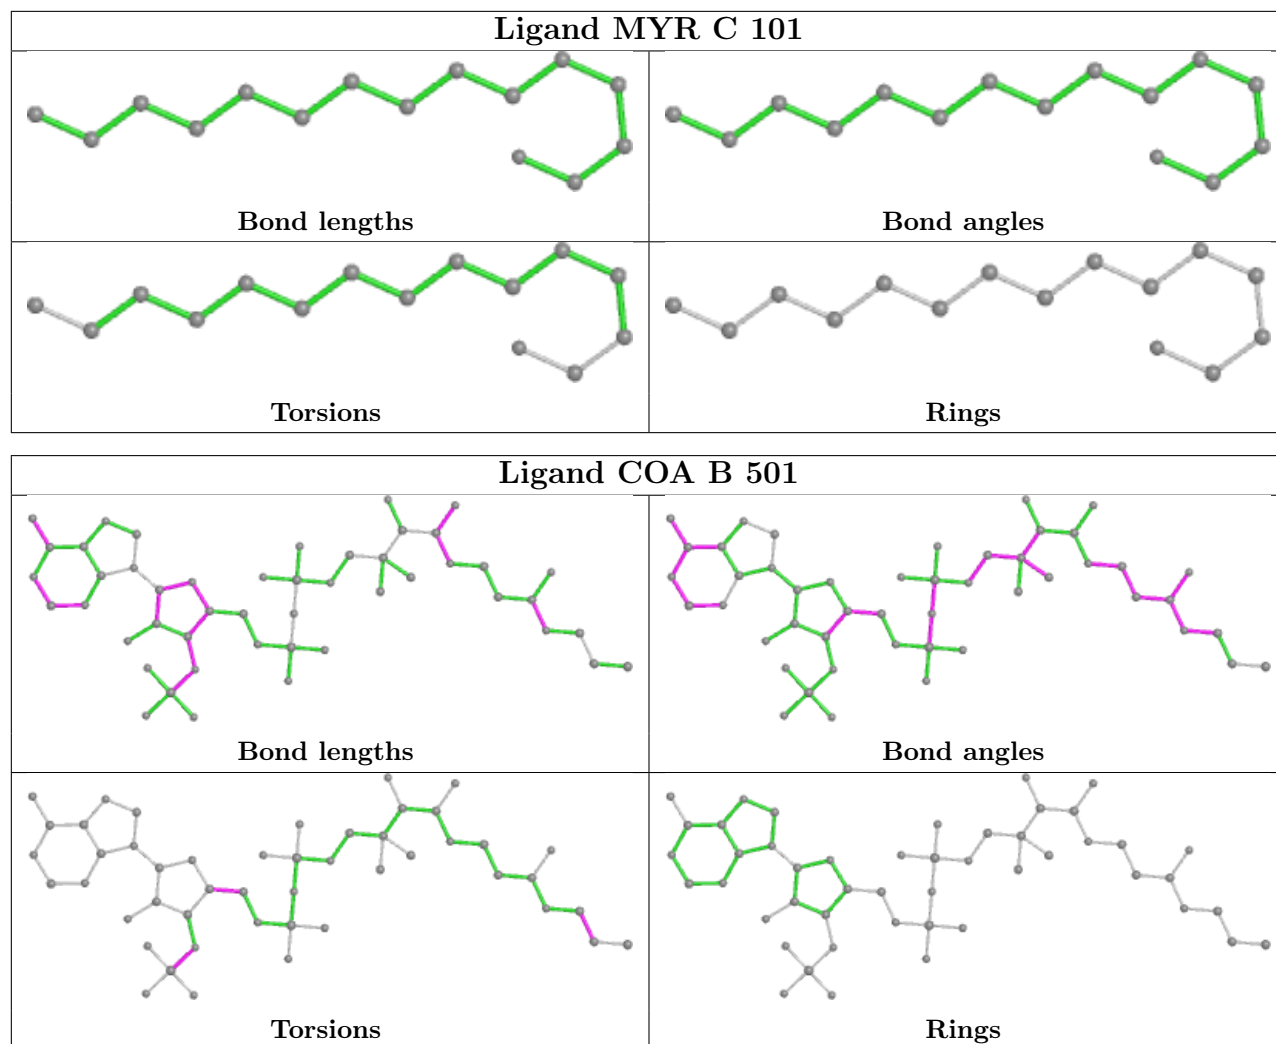 Ligand MYR C 101
Bond lengths
Bond angles
Torsions
Rings
Ligand COA B 501
Bond lengths
Bond angles
Torsions
Rings